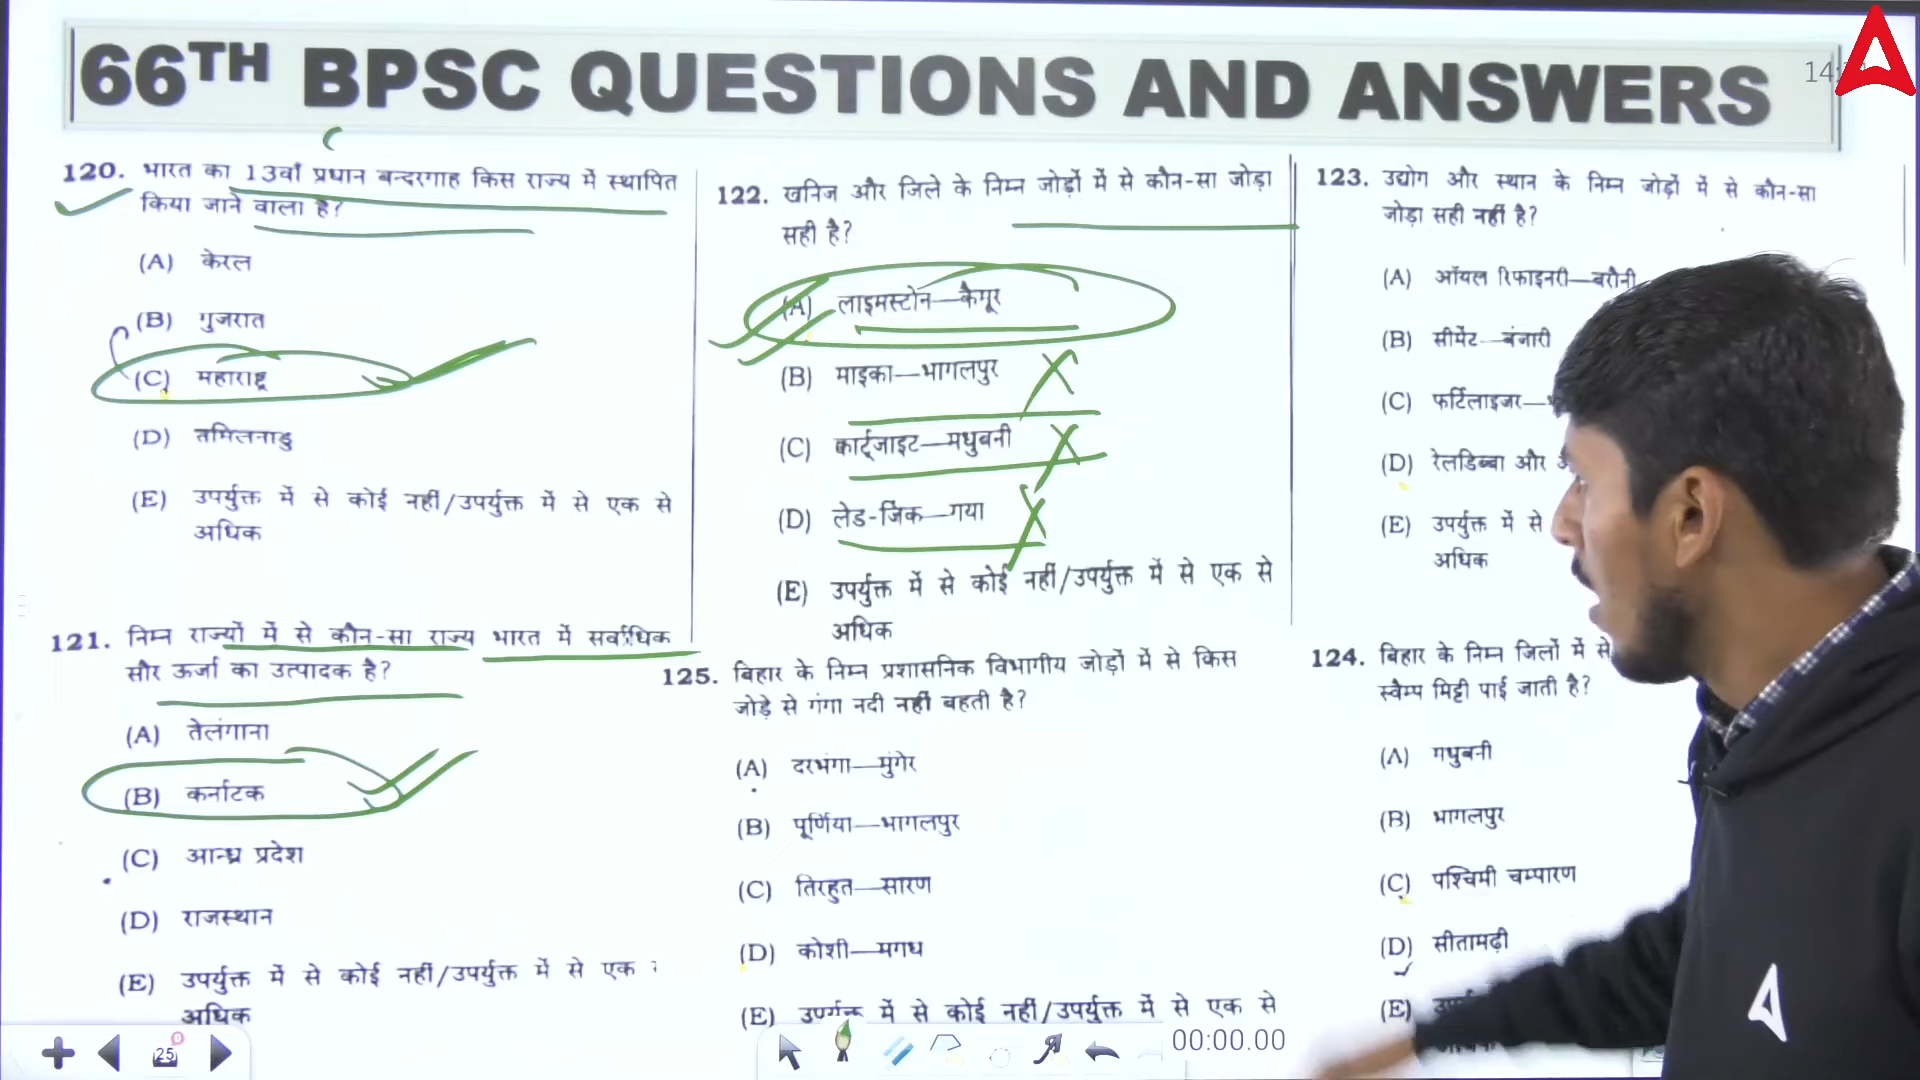 66TH BPSC QUESTIONS AND ANSWERS
120. भारत का 13वाँ प्रधान बन्दरगाह किस राज्य में स्थापित
किया जाने वाला है?
(A) केरल
(B) गुजरात
(C) महाराष्ट्र
(D) तमिलनाडु
(E) उपर्युक्त में से कोई नहीं/उपर्युक्त में से एक से
अधिक
121. निम्न राज्यों में से कौन-सा राज्य भारत में सर्वाधिक
सौर ऊर्जा का उत्पादक है?
(A) तेलंगाना
(B) कर्नाटक
(C) आन्ध्र प्रदेश
(D) राजस्थान
(E) उपर्युक्त में से कोई नहीं/उपर्युक्त में से एक
अधिक
122. खनिज और जिले के निम्न जोड़ों में से कौन-सा जोड़ा
सही है?
(A) लाइमस्टोन—कैमूर
(B) माइका—भागलपुर
(C) कार्ट्जाइट—मधुबनी
(D) लेड-जिंक—गया
(E) उपर्युक्त में से कोई नहीं/उपर्युक्त में से एक से
अधिक
125. बिहार के निम्न प्रशासनिक विभागीय जोड़ों में से किस
जोड़े से गंगा नदी नहीं बहती है?
(A) दरभंगा—मुंगेर
(B) पूर्णिया—भागलपुर
(C) तिरहुत—सारण
(D) कोशी—मगध
(E) उपर्युक्त में से कोई नहीं/उपर्युक्त में से एक से
123. उद्योग और स्थान के निम्न जोड़ों में से कौन-सा
जोड़ा सही नहीं है?
(A) ऑयल रिफाइनरी—बरौनी
(B) सीमेंट—बंजारी
(C) फर्टिलाइजर—
(D) रेलडिब्बा और
(E) उपर्युक्त में से
अधिक
124. बिहार के निम्न जिलों में से
स्वैम्प मिट्टी पाई जाती है?
(A) मधुबनी
(B) भागलपुर
(C) पश्चिमी चम्पारण
(D) सीतामढ़ी
(E)
25
00:00.00